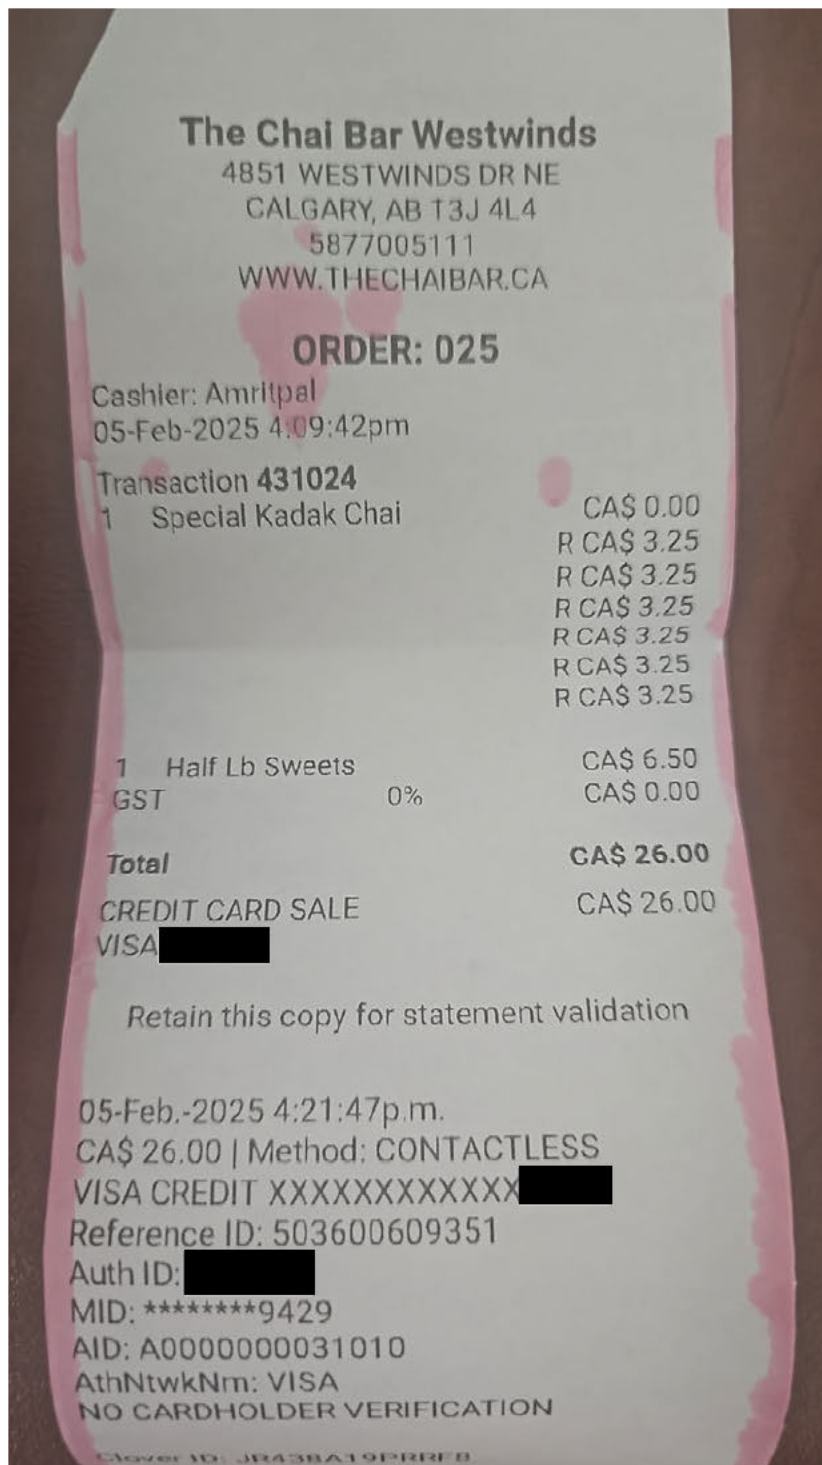 The Chai Bar Westwinds
4851 WESTWINDS DR NE
CALGARY, AB T3J 4L4
5877005111
WWW.THECHAIBAR.CA
ORDER: 025
Cashier: Amritpal
05-Feb-2025 4:09:42pm
Transaction 431024
1 Special Kadak Chai CA$ 0.00
R CA$ 3.25
R CA$ 3.25
R CA$ 3.25
R CA$ 3.25
R CA$ 3.25
R CA$ 3.25
1 Half Lb Sweets CA$ 6.50
GST 0% CA$ 0.00
Total CA$ 26.00
CREDIT CARD SALE CA$ 26.00
VISA
Retain this copy for statement validation
05-Feb.-2025 4:21:47p.m.
CA$ 26.00 | Method: CONTACTLESS
VISA CREDIT XXXXXXXXXXXX
Reference ID: 503600609351
Auth ID:
MID: ********9429
AID: A0000000031010
AthNtwkNm: VISA
NO CARDHOLDER VERIFICATION
Clover ID: